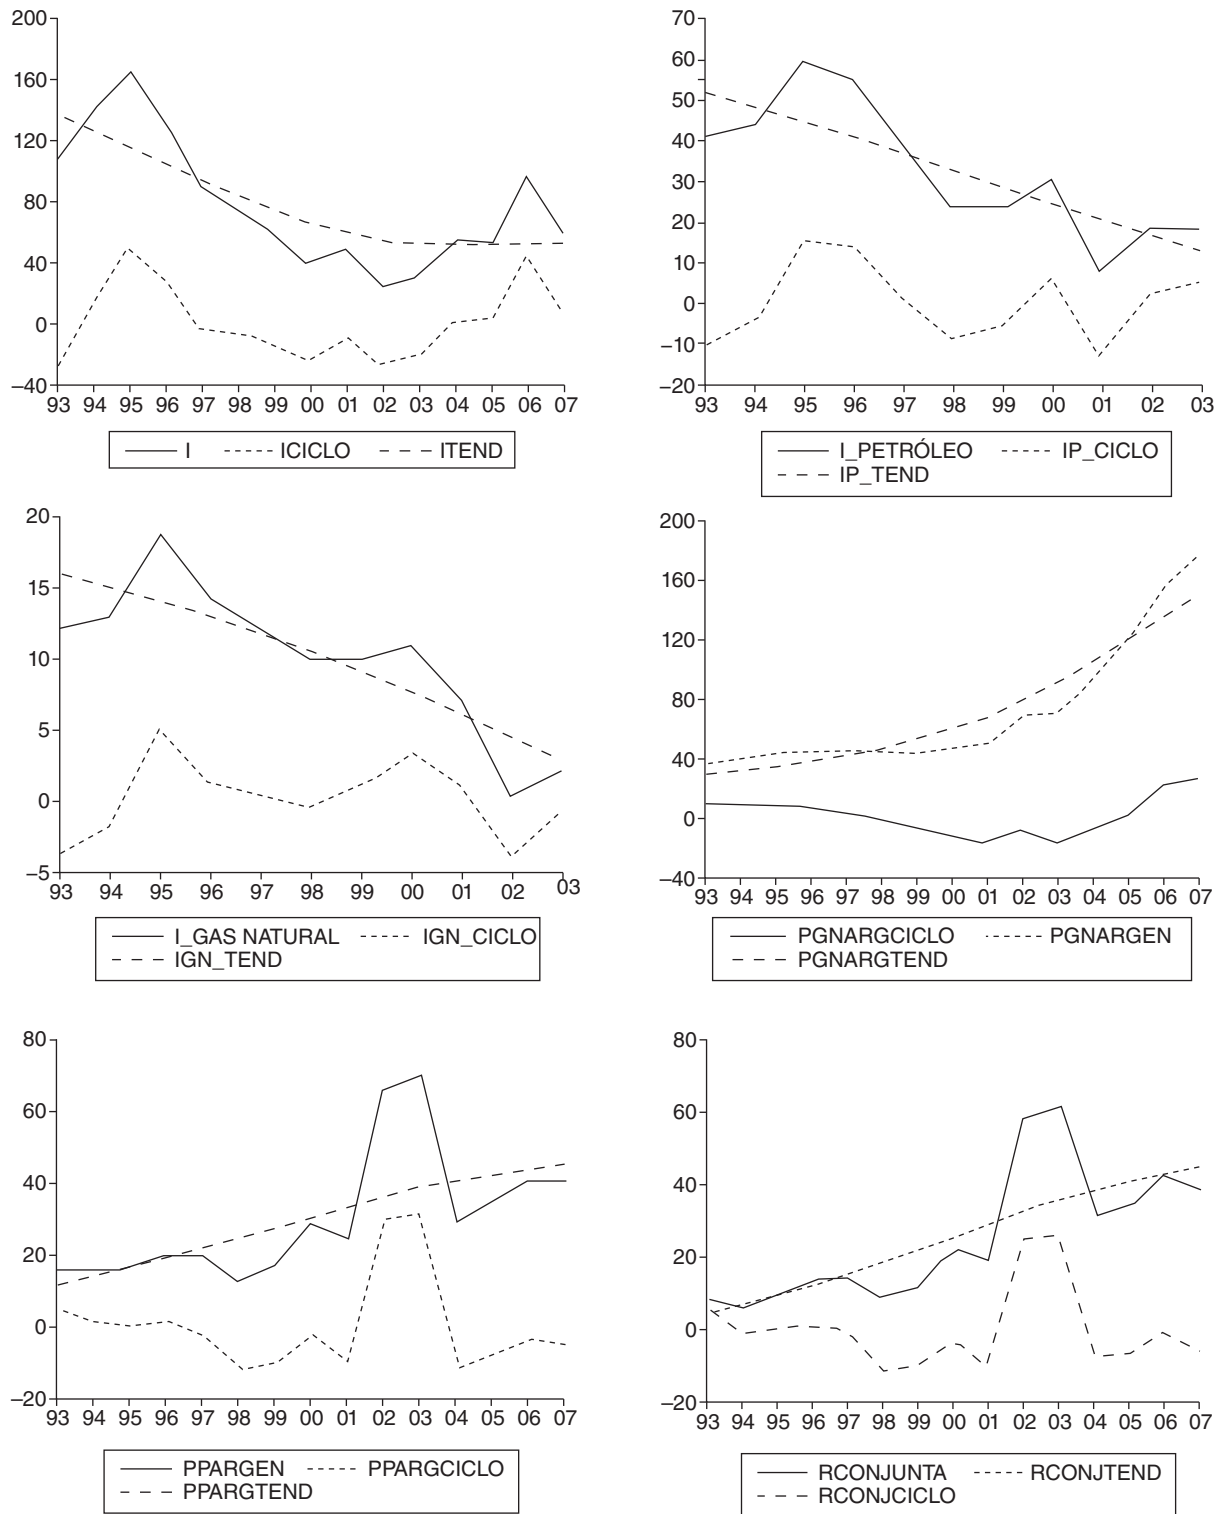 200
160
120
80
40
0
–40
93 94 95 96 97 98 99 00 01 02 03 04 05 06 07
I ICICLO ITEND
70
60
50
40
30
20
10
0
–10
–20
93 94 95 96 97 98 99 00 01 02 03
I_PETRÓLEO IP_CICLO
IP_TEND
20
15
10
5
0
–5
93 94 95 96 97 98 99 00 01 02 03
I_GAS NATURAL IGN_CICLO
IGN_TEND
200
160
120
80
40
0
–40
93 94 95 96 97 98 99 00 01 02 03 04 05 06 07
PGNARGCICLO PGNARGEN
PGNARGTEND
80
60
40
20
0
–20
93 94 95 96 97 98 99 00 01 02 03 04 05 06 07
PPARGEN PPARGCICLO
PPARGTEND
80
60
40
20
0
–20
93 94 95 96 97 98 99 00 01 02 03 04 05 06 07
RCONJUNTA RCONJTEND
RCONJCICLO